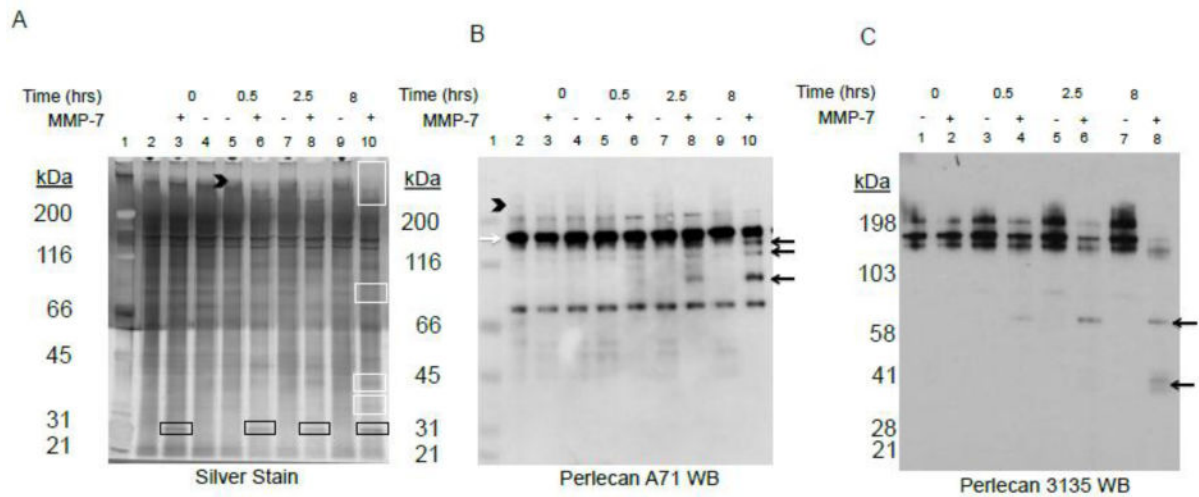 A
Time (hrs) 0 0.5 2.5 8
MMP-7 + - - + - + - +
1 2 3 4 5 6 7 8 9 10
kDa
200
116
66
45
31
21
Silver Stain
B
Time (hrs) 0 0.5 2.5 8
MMP-7 + - - + - + - +
1 2 3 4 5 6 7 8 9 10
kDa
200
116
66
45
31
21
Perlecan A71 WB
C
Time (hrs) 0 0.5 2.5 8
MMP-7 - + - + - + - +
1 2 3 4 5 6 7 8
kDa
198
103
58
41
28
21
Perlecan 3135 WB